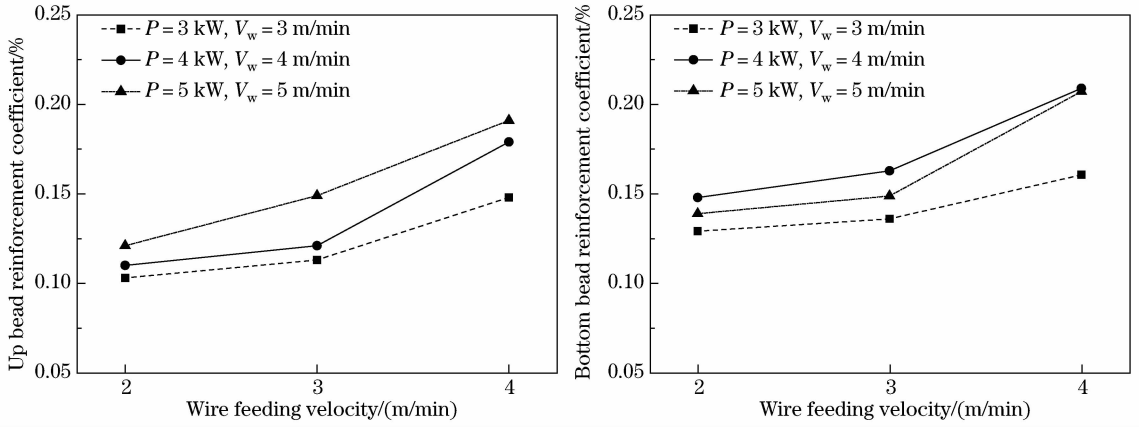 Up bead reinforcement coefficient/%
0.25
0.20
0.15
0.10
0.05
P = 3 kW, Vw = 3 m/min
P = 4 kW, Vw = 4 m/min
P = 5 kW, Vw = 5 m/min
2 3 4
Wire feeding velocity/(m/min)
Bottom bead reinforcement coefficient/%
0.25
0.20
0.15
0.10
0.05
P = 3 kW, Vw = 3 m/min
P = 4 kW, Vw = 4 m/min
P = 5 kW, Vw = 5 m/min
2 3 4
Wire feeding velocity/(m/min)